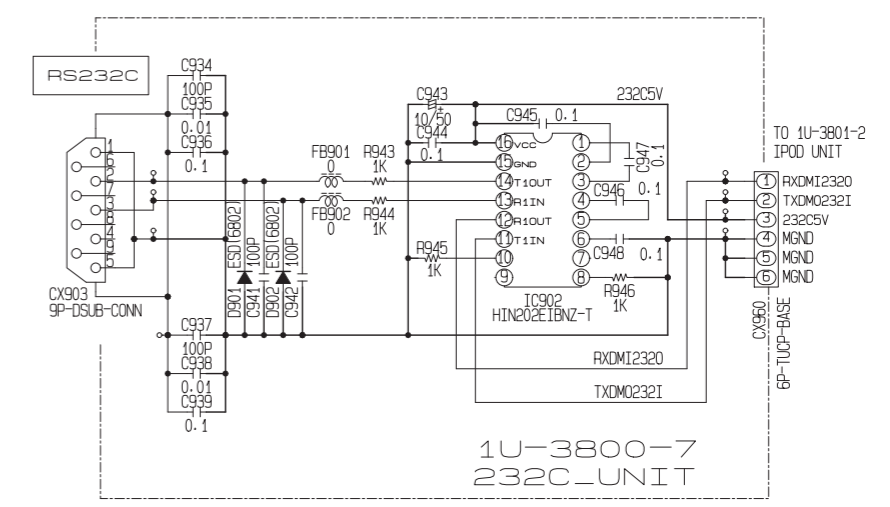 RS232C
C934
100P
C935
0.01
C936
0.1
1
6
2
7
3
8
4
9
5
CX903
9P-DSUB-CONN
C937
100P
C938
0.01
C939
0.1
D901
ESD(6802)
C941
100P
D902
ESD(6802)
C942
100P
FB901
0
R943
1K
FB902
0
R944
1K
C943
10/50
+
C944
0.1
C945 0.1
232C5V
16 VCC
15 GND
14 T1OUT
13 R1IN
12 R1OUT
11 T1IN
10
9
1
2
3
4
5
6
7
8
C947
0.1
C946 0.1
C948 0.1
R945
1K
R946
1K
IC902
HIN202EIBNZ-T
RXDMI2320
TXDMO232I
TO 1U-3801-2
IPOD UNIT
1 RXDMI2320
2 TXDMO232I
3 232C5V
4 MGND
5 MGND
6 MGND
CX960
6P-TUCP-BASE
1U-3800-7
232C_UNIT